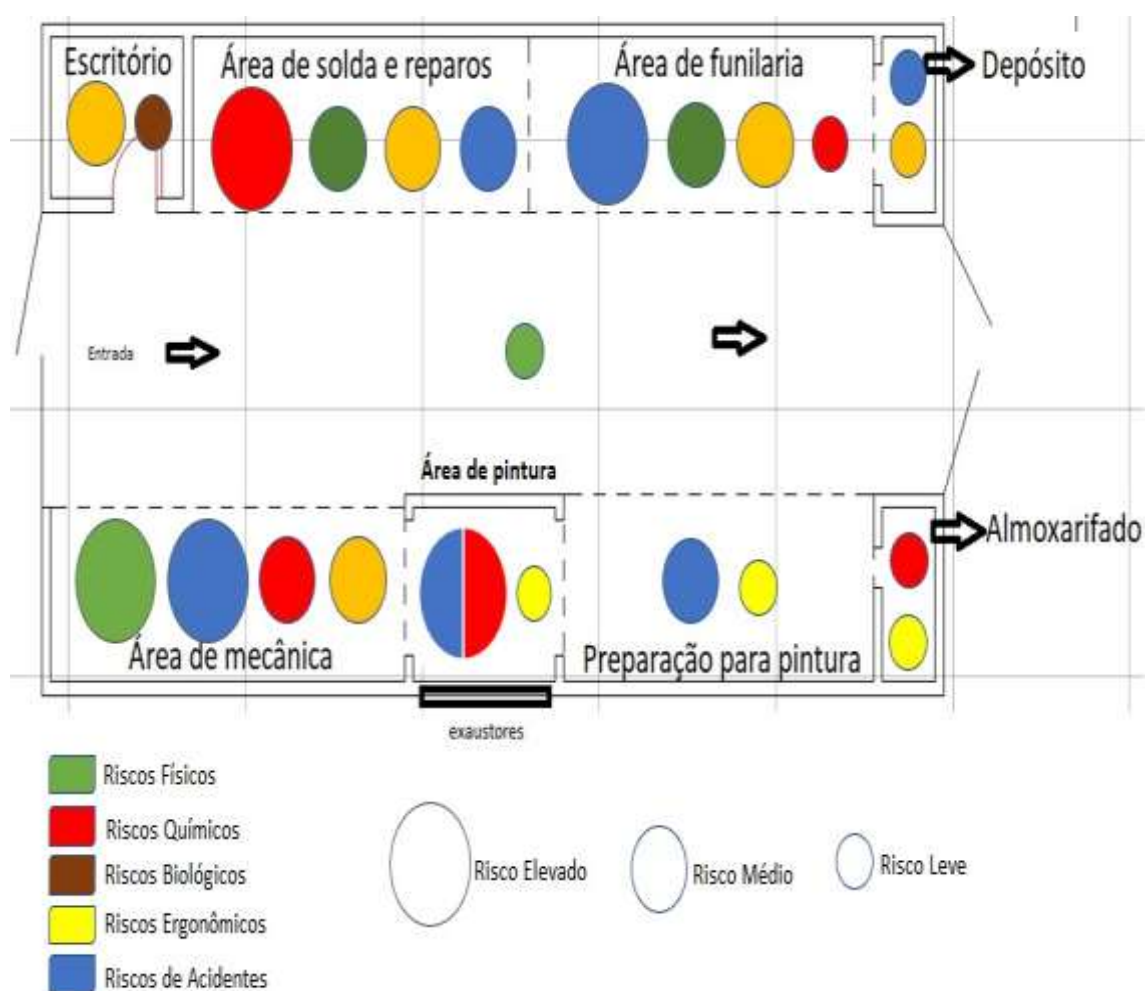 Escritório
Área de solda e reparos
Área de funilaria
Depósito
Entrada
Área de pintura
Almoxarifado
Área de mecânica
Preparação para pintura
exaustores
Riscos Físicos
Riscos Químicos
Riscos Biológicos
Riscos Ergonômicos
Riscos de Acidentes
Risco Elevado
Risco Médio
Risco Leve